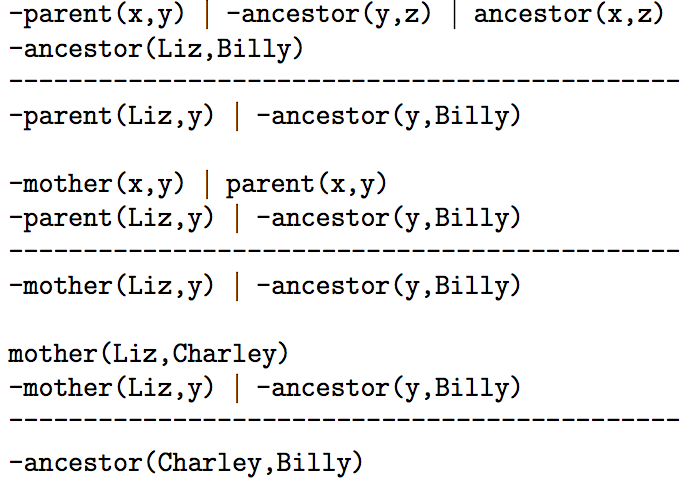 -parent(x,y) | -ancestor(y,z) | ancestor(x,z)
-ancestor(Liz,Billy)
---------------------------------------------
-parent(Liz,y) | -ancestor(y,Billy)
-mother(x,y) | parent(x,y)
-parent(Liz,y) | -ancestor(y,Billy)
---------------------------------------------
-mother(Liz,y) | -ancestor(y,Billy)
mother(Liz,Charley)
-mother(Liz,y) | -ancestor(y,Billy)
---------------------------------------------
-ancestor(Charley,Billy)